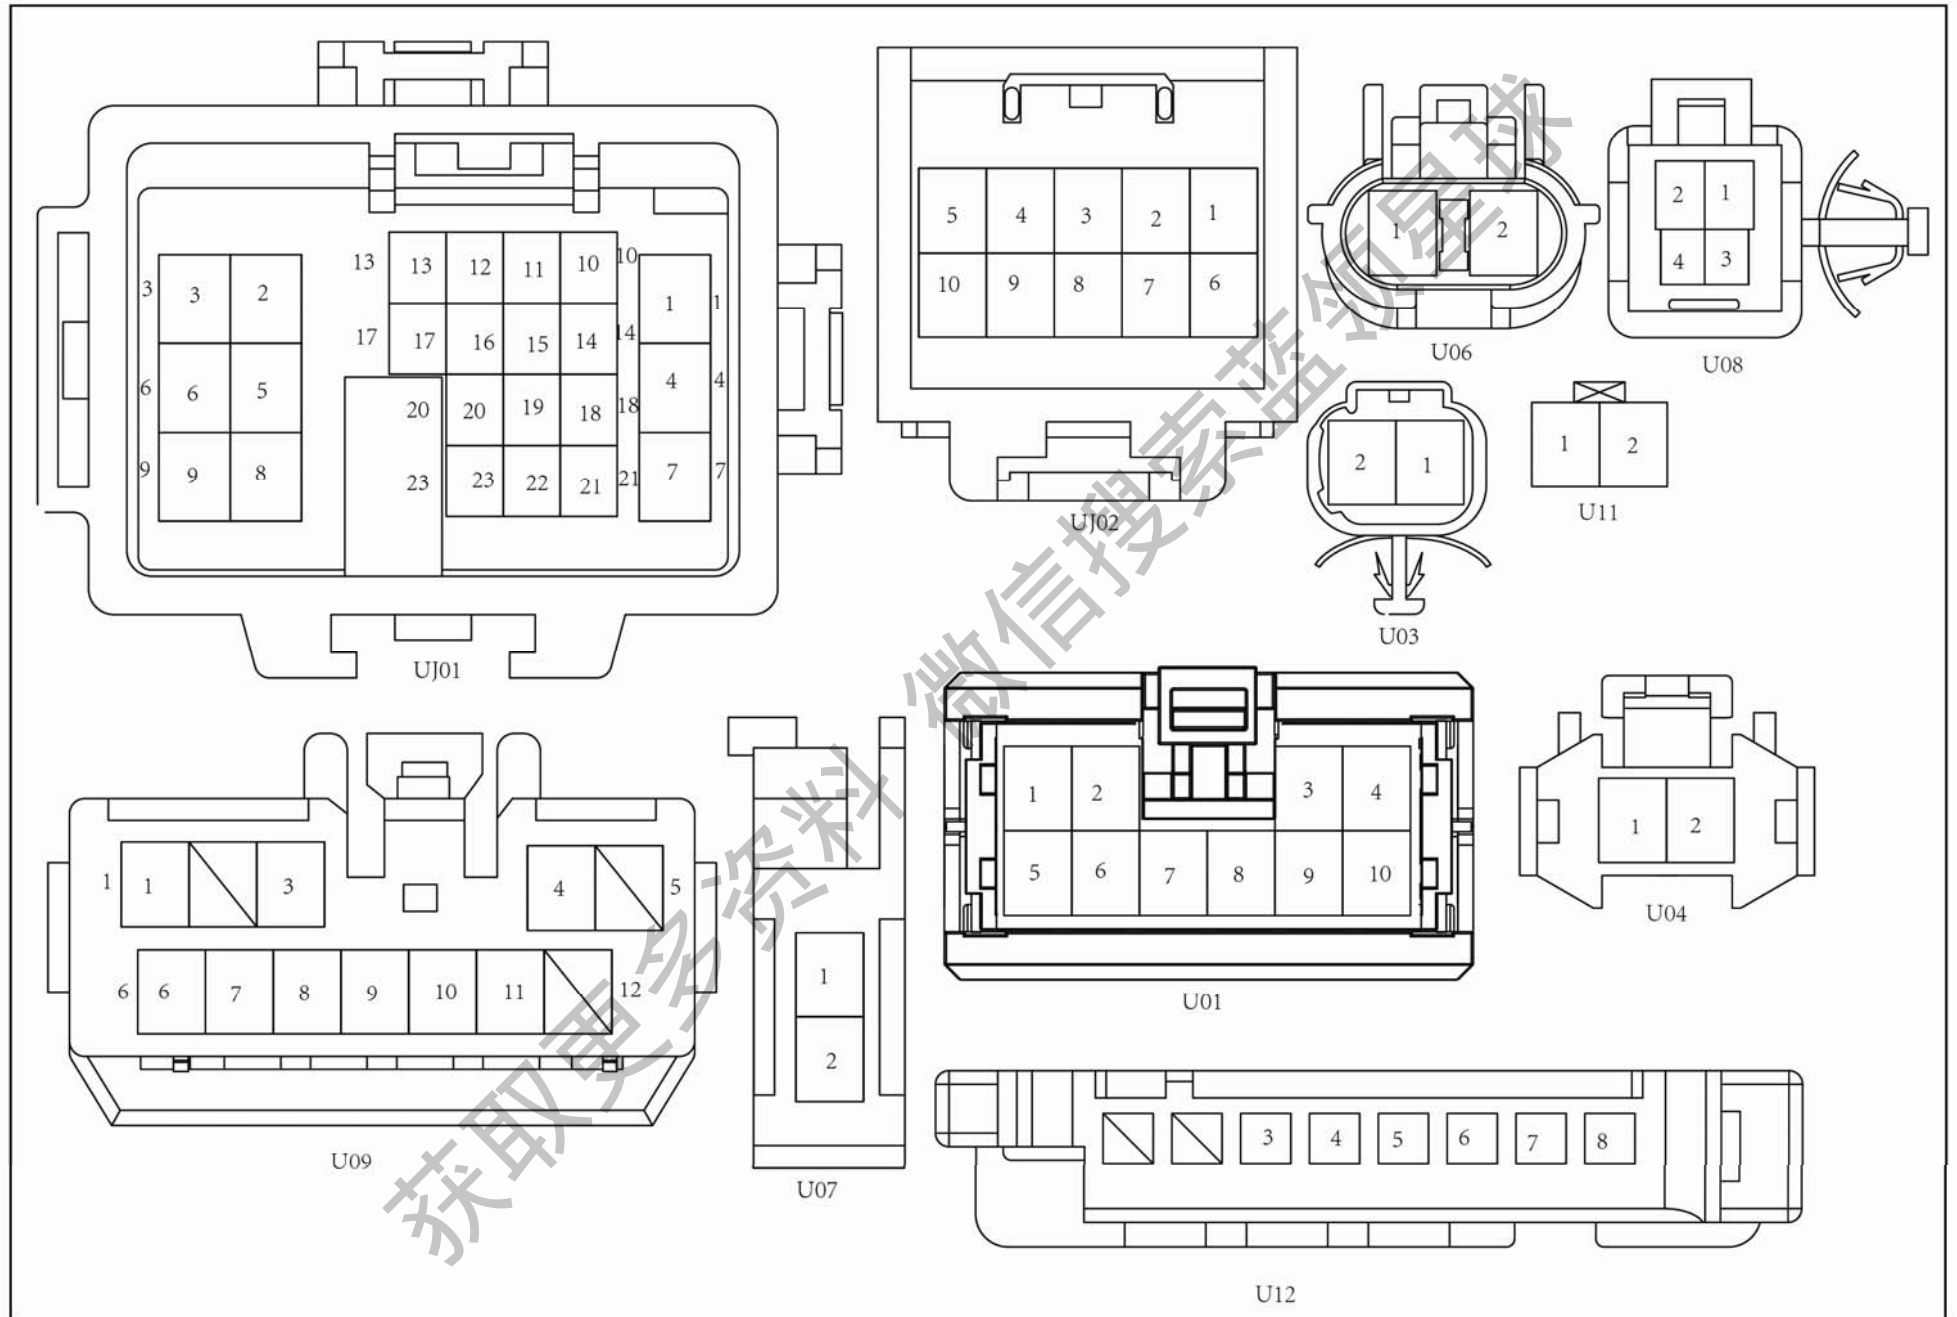 3 3 2 13 13 12 11 10 10 1 1
17 17 16 15 14 14
6 6 5 20 20 19 18 18 4 4
9 9 8 23 23 22 21 21 7 7
UJ01
5 4 3 2 1
10 9 8 7 6
UJ02
1 2
U06
2 1
4 3
U08
2 1
U03
1 2
U11
1 1 3 4 5
6 6 7 8 9 10 11 12
U09
1
2
U07
1 2 3 4
5 6 7 8 9 10
U01
1 2
U04
3 4 5 6 7 8
U12
获取更多资料 微信搜索蓝领星球